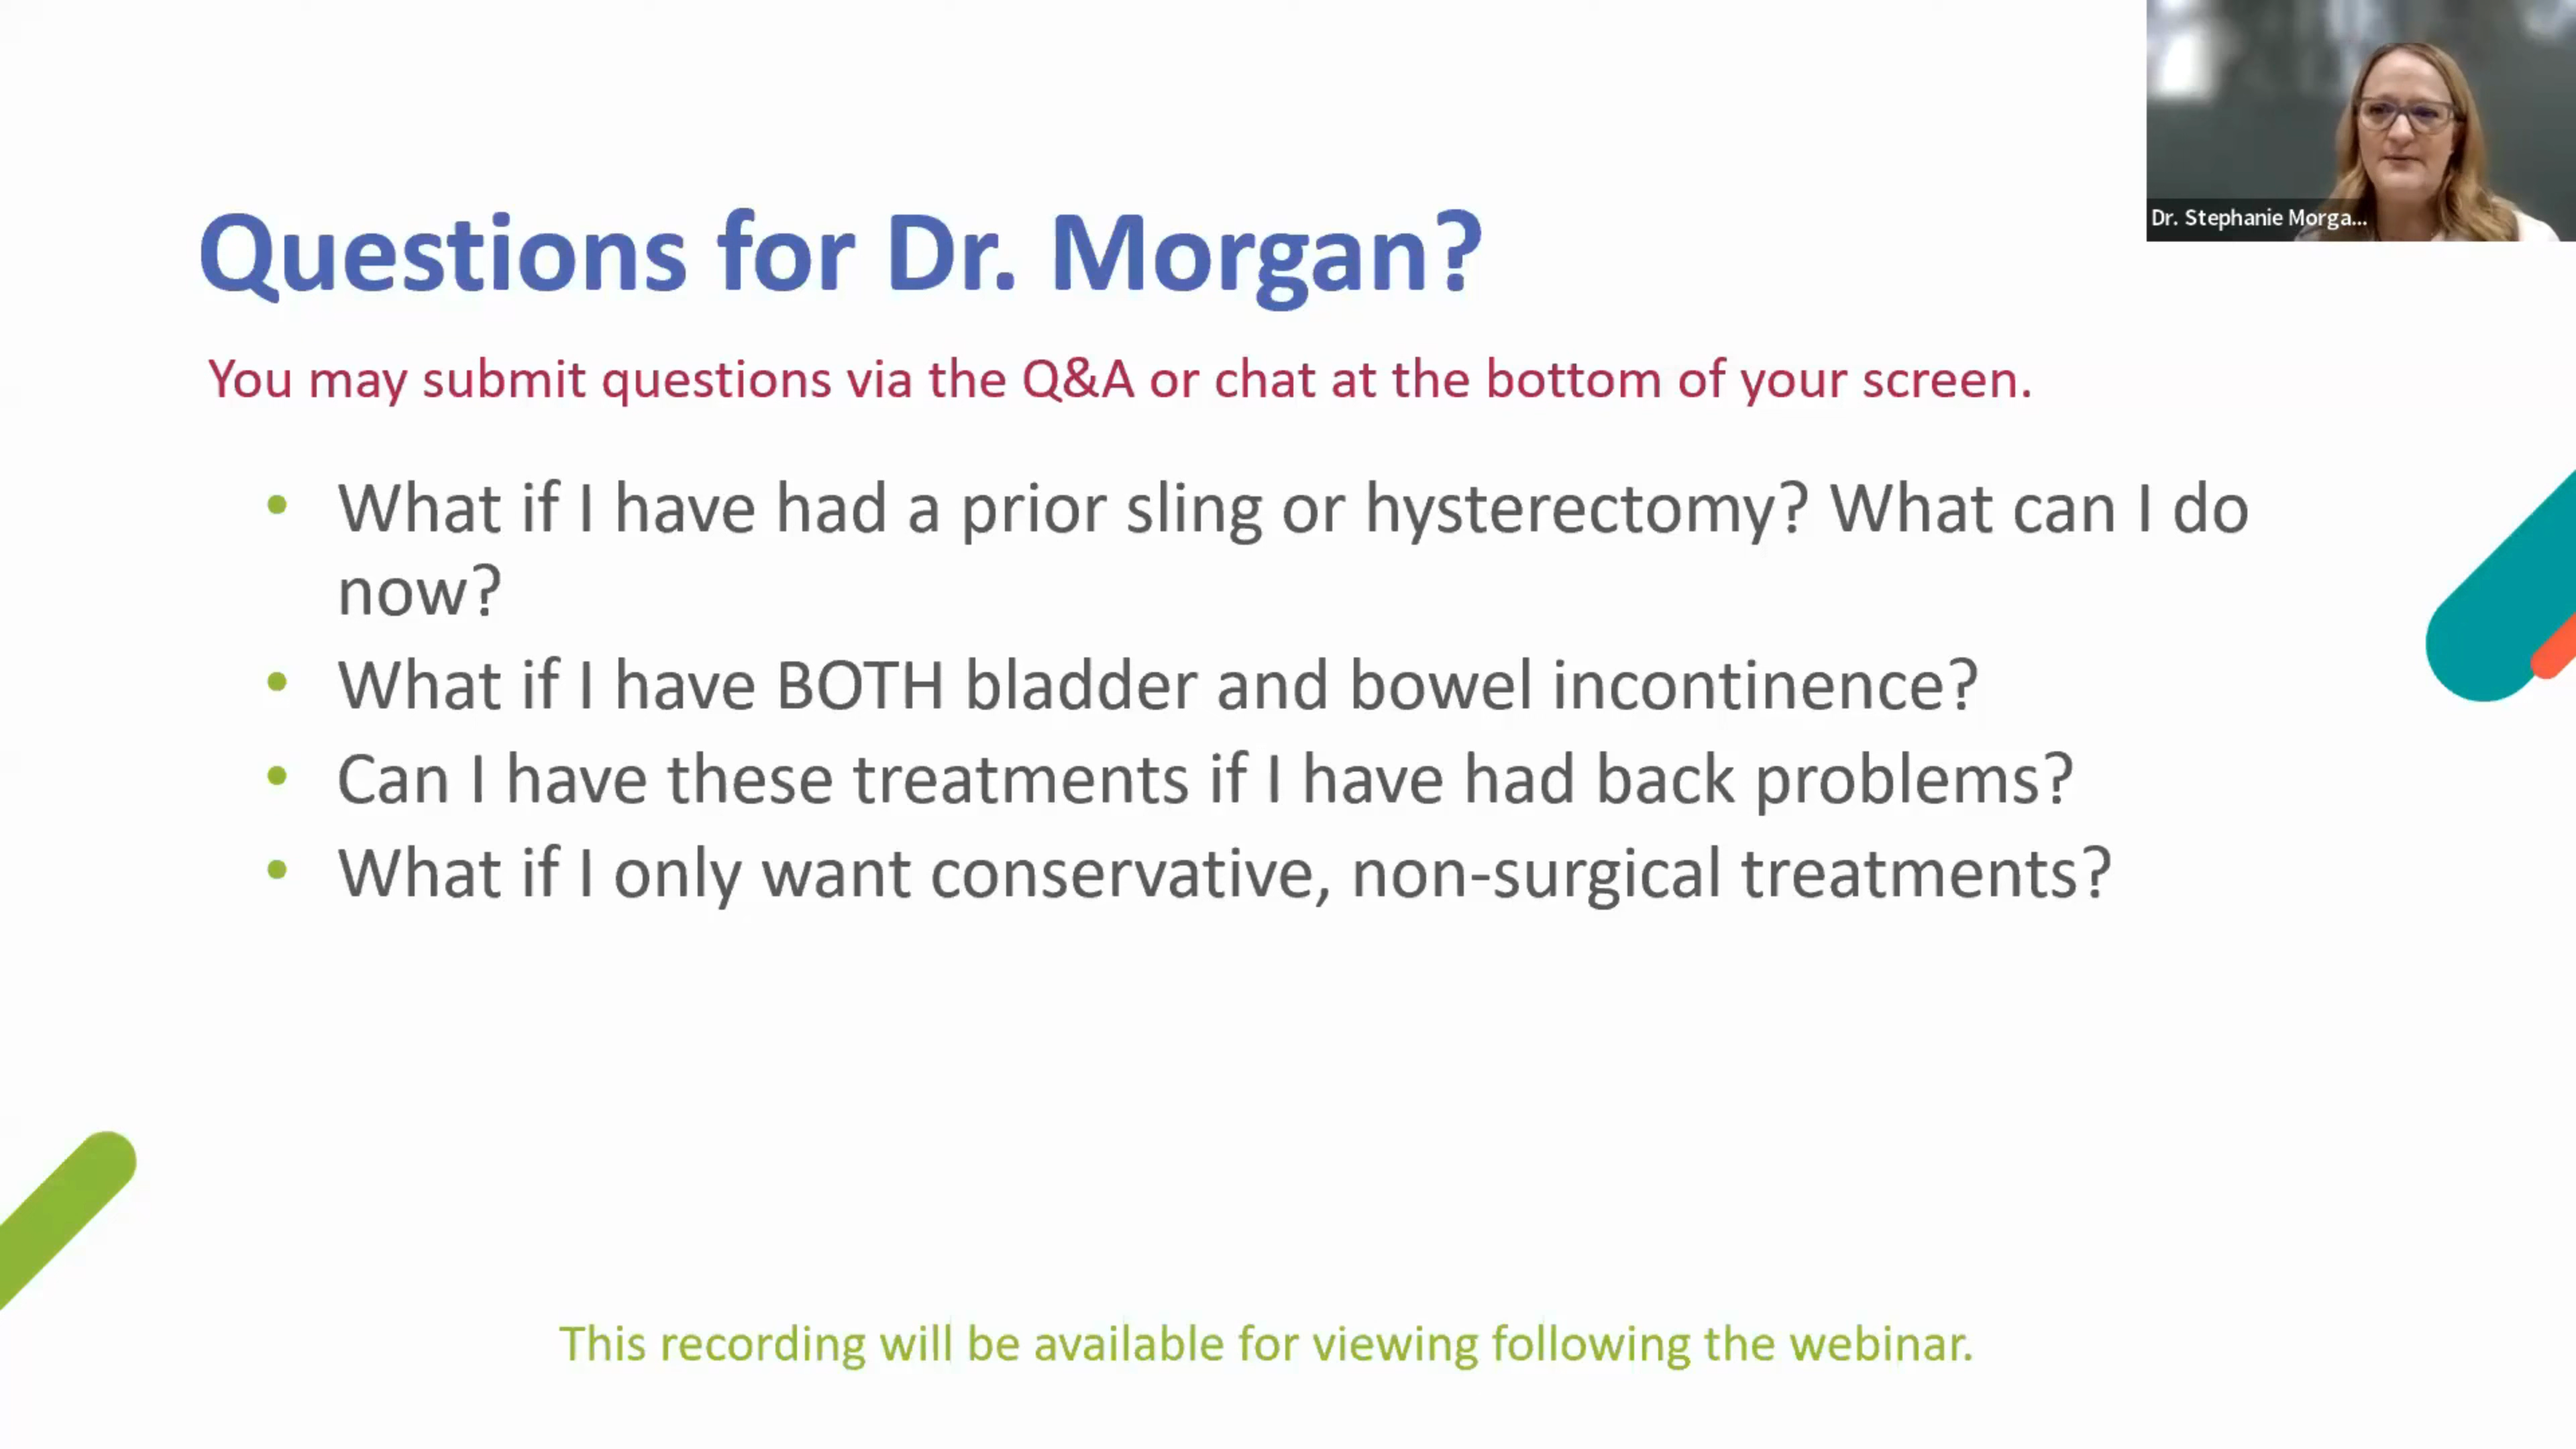 Dr. Stephanie Morga...
Questions for Dr. Morgan?
You may submit questions via the Q&A or chat at the bottom of your screen.
• What if I have had a prior sling or hysterectomy? What can I do
now?
• What if I have BOTH bladder and bowel incontinence?
• Can I have these treatments if I have had back problems?
• What if I only want conservative, non-surgical treatments?
This recording will be available for viewing following the webinar.